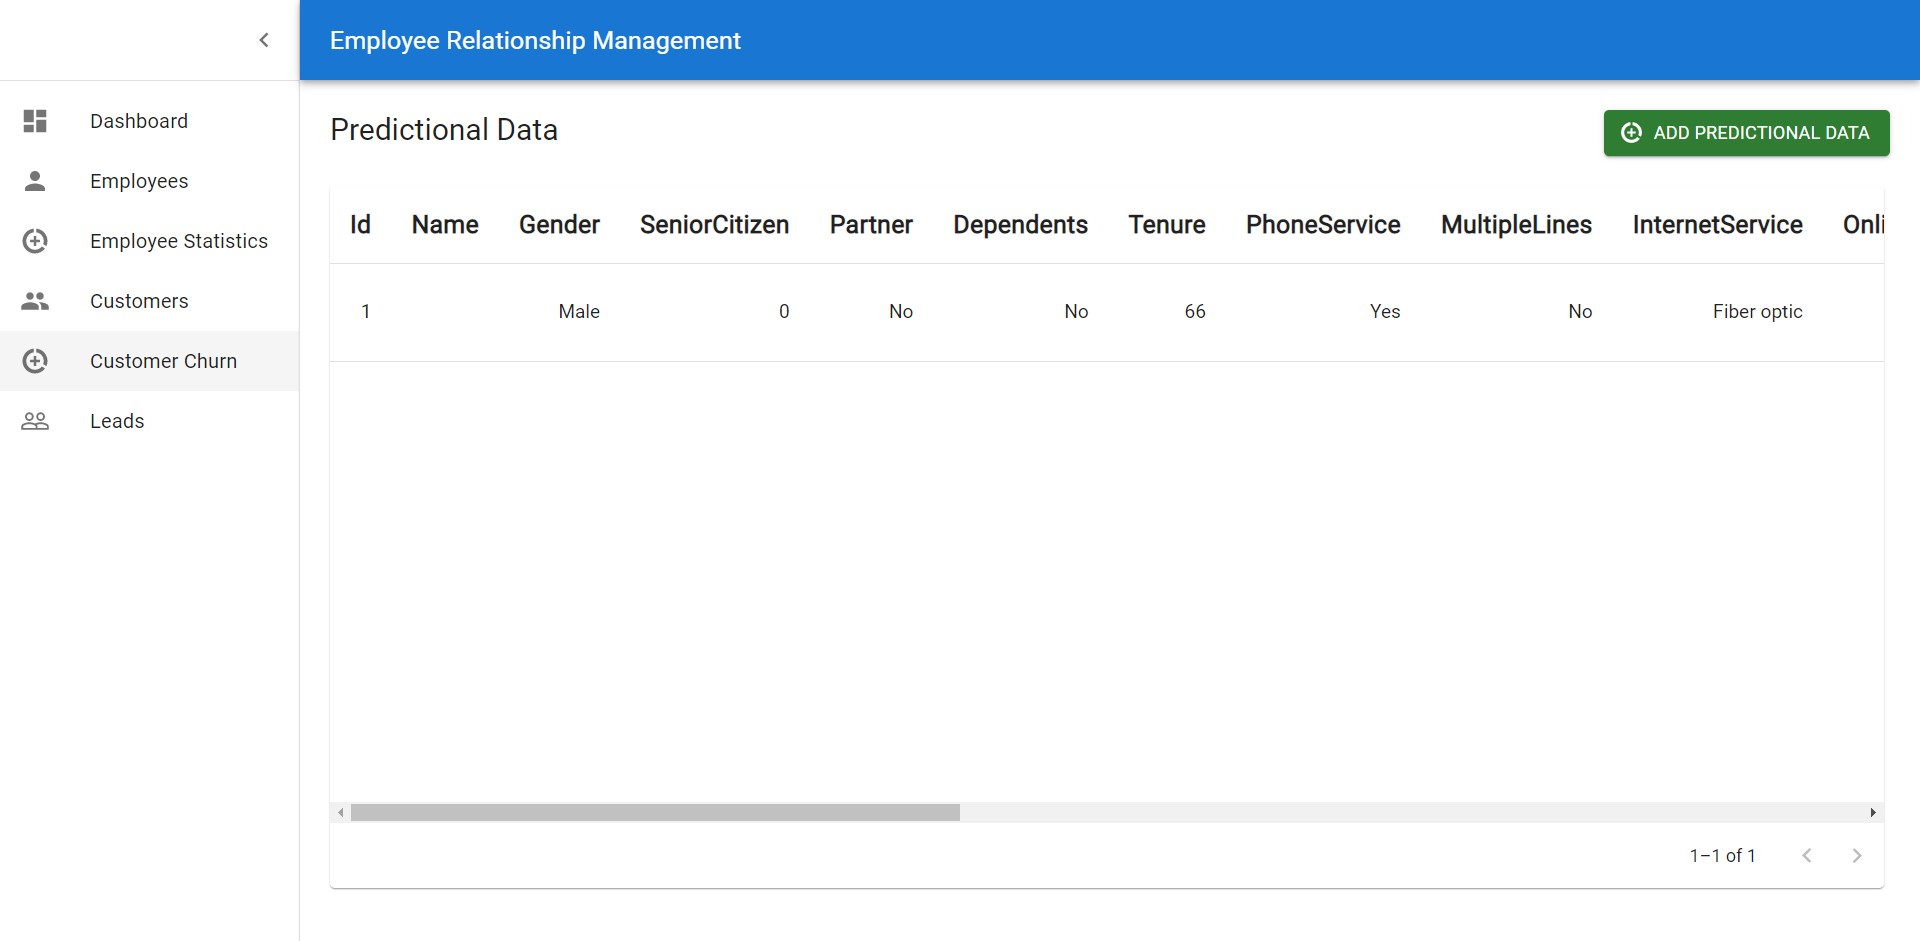 Employee Relationship Management
Dashboard
Employees
Employee Statistics
Customers
Customer Churn
Leads
Predictional Data
ADD PREDICTIONAL DATA
Id Name Gender SeniorCitizen Partner Dependents Tenure PhoneService MultipleLines InternetService Onli
1 Male 0 No No 66 Yes No Fiber optic
1–1 of 1